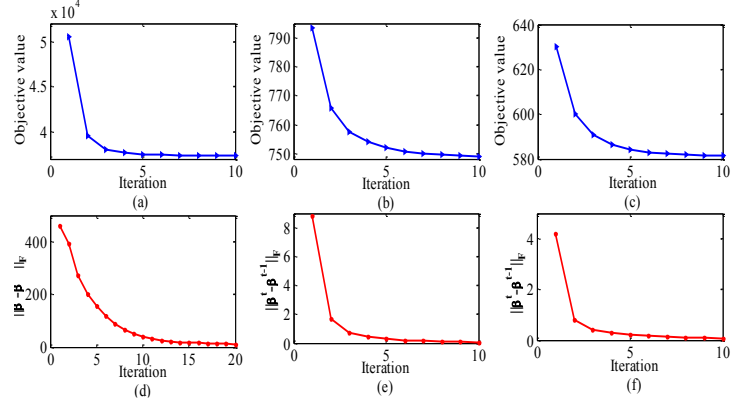 x 10^4
Objective value
5
4.5
4
0 5 10
Iteration
(a)
Objective value
790
780
770
760
750
0 5 10
Iteration
(b)
Objective value
640
620
600
580
0 5 10
Iteration
(c)
||β -β ||F
400
200
0
0 5 10 15 20
Iteration
(d)
||β^t-β^t-1||F
8
6
4
2
0
0 5 10
Iteration
(e)
||β^t-β^t-1||F
4
2
0
0 5 10
Iteration
(f)